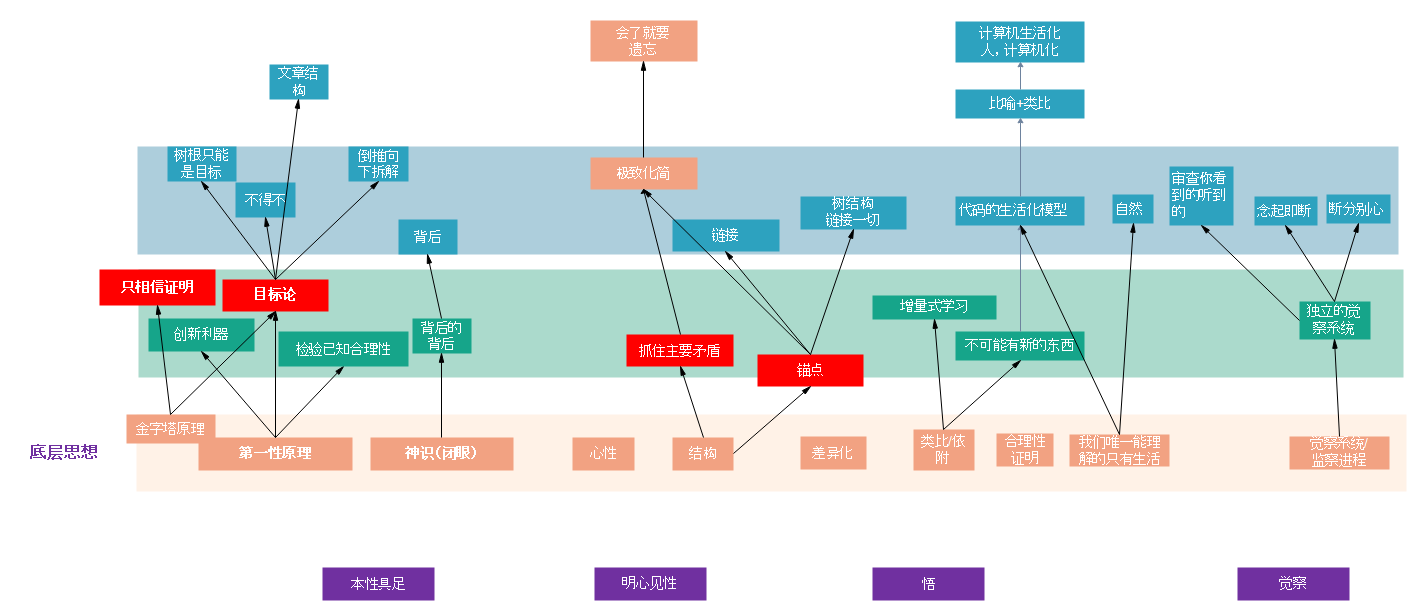 会了就要
遗忘
计算机生活化
人，计算机化
文章结
构
比喻+类比
树根只能
是目标
倒推向
下拆解
不得不
极致化简
审查你看
到的听到
的
树结构
链接一切
代码的生活化模型
自然
念起即断
断分别心
背后
链接
只相信证明
目标论
增量式学习
独立的觉
察系统
创新利器
背后的
背后
检验已知合理性
抓住主要矛盾
不可能有新的东西
锚点
底层思想
金字塔原理
第一性原理
神识(闭眼)
心性
结构
差异化
类比/依
附
合理性
证明
我们唯一能理
解的只有生活
觉察系统/
监察进程
本性具足
明心见性
悟
觉察